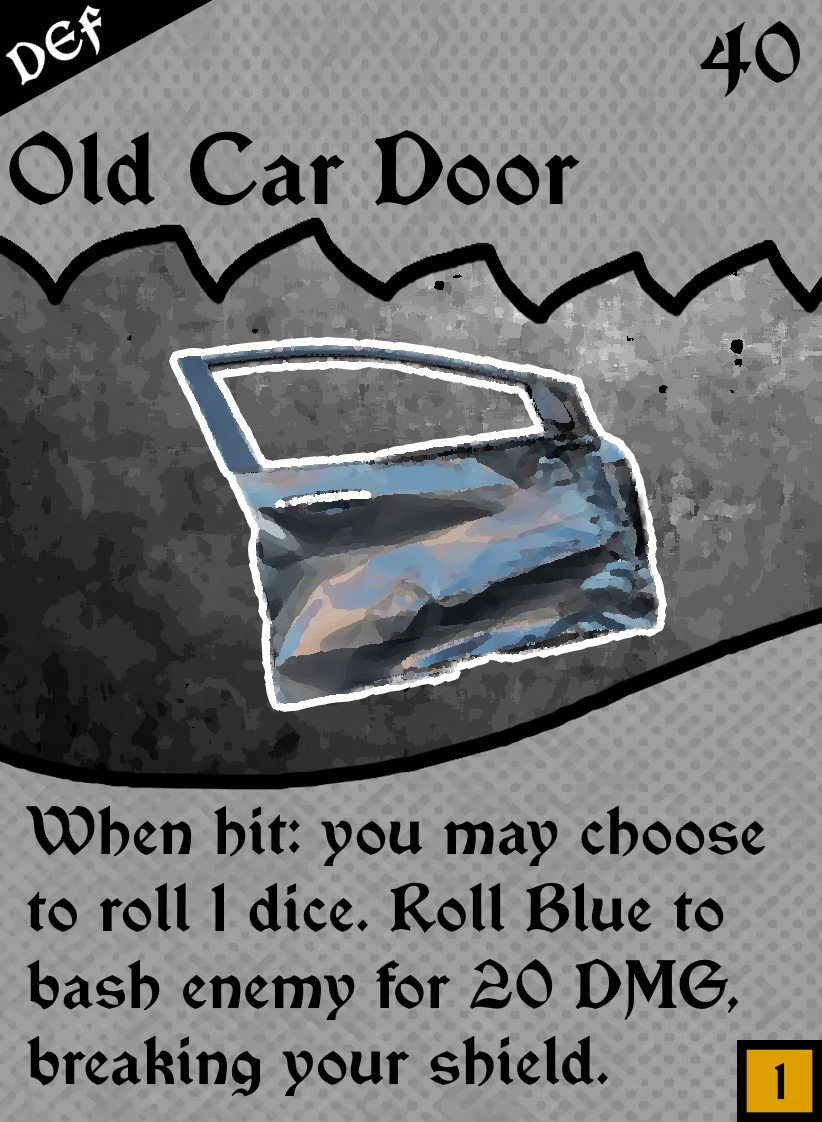 DEF
40
Old Car Door
When hit: you may choose
to roll 1 dice. Roll Blue to
bash enemy for 20 DMG,
breaking your shield.
1